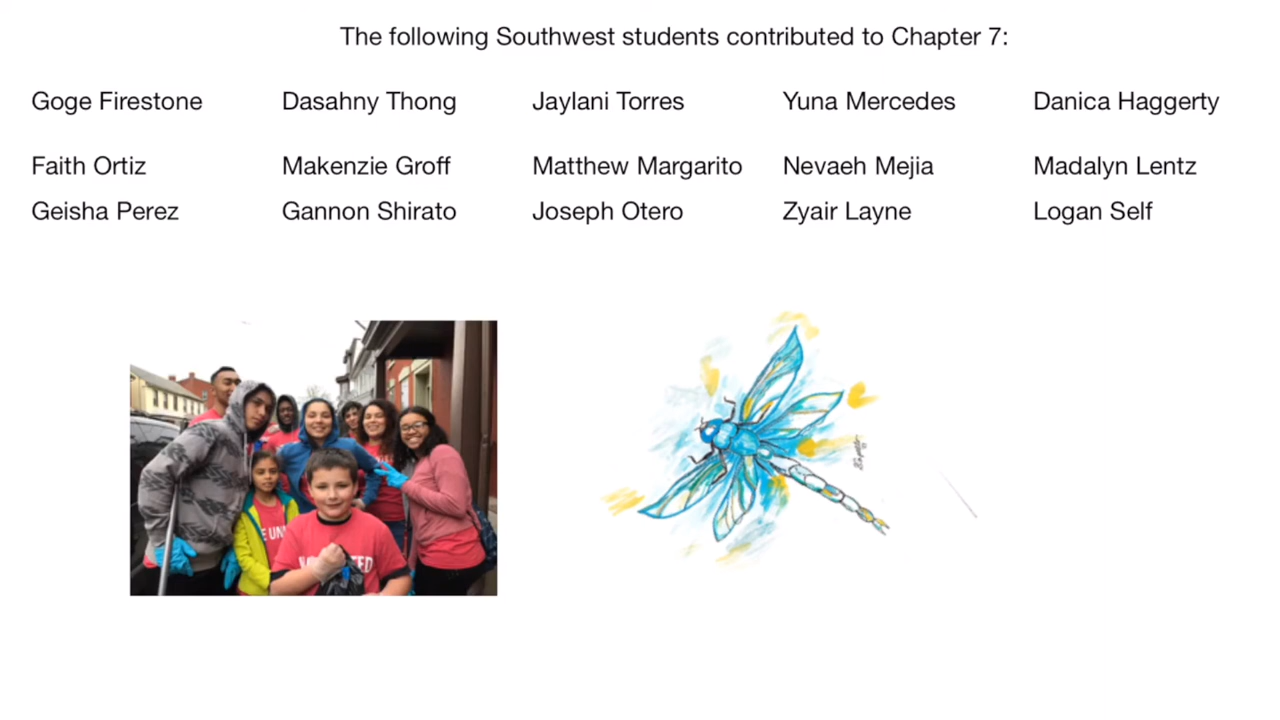 The following Southwest students contributed to Chapter 7:
Goge Firestone Dasahny Thong Jaylani Torres Yuna Mercedes Danica Haggerty
Faith Ortiz Makenzie Groff Matthew Margarito Nevaeh Mejia Madalyn Lentz
Geisha Perez Gannon Shirato Joseph Otero Zyair Layne Logan Self